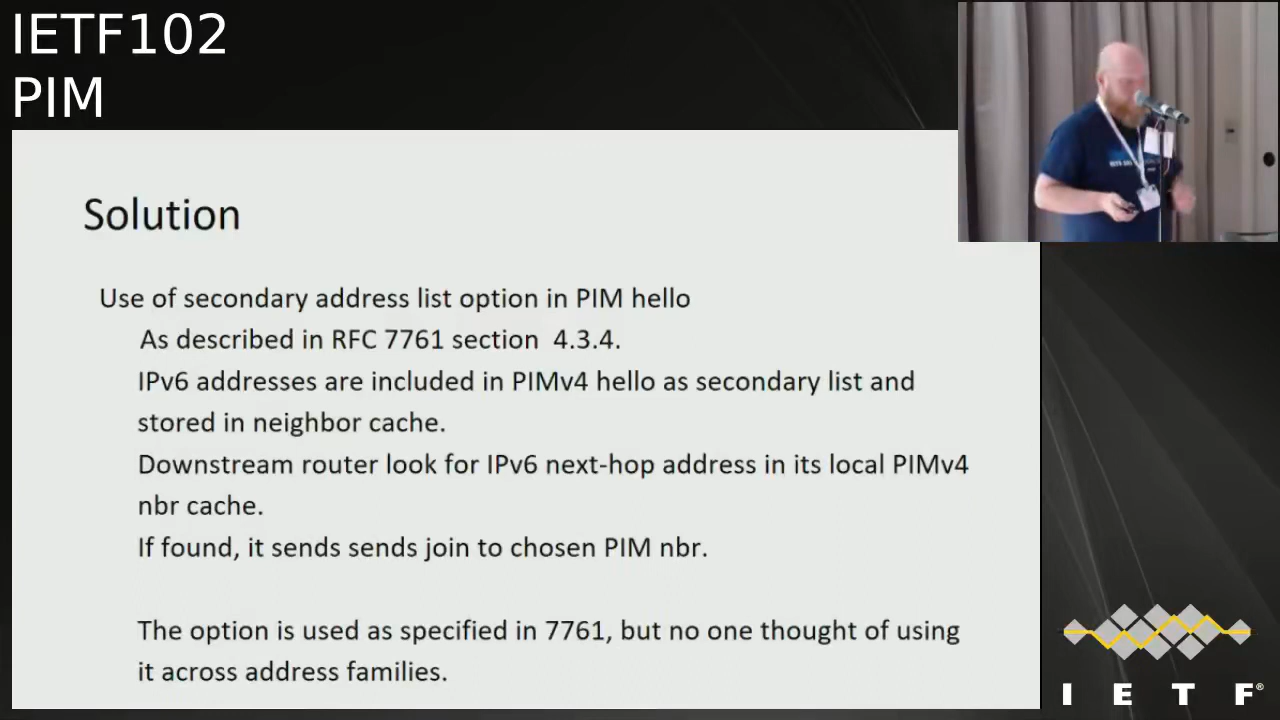 IETF102
PIM
Solution
Use of secondary address list option in PIM hello
As described in RFC 7761 section 4.3.4.
IPv6 addresses are included in PIMv4 hello as secondary list and
stored in neighbor cache.
Downstream router look for IPv6 next-hop address in its local PIMv4
nbr cache.
If found, it sends sends join to chosen PIM nbr.
The option is used as specified in 7761, but no one thought of using
it across address families.
I E T F®